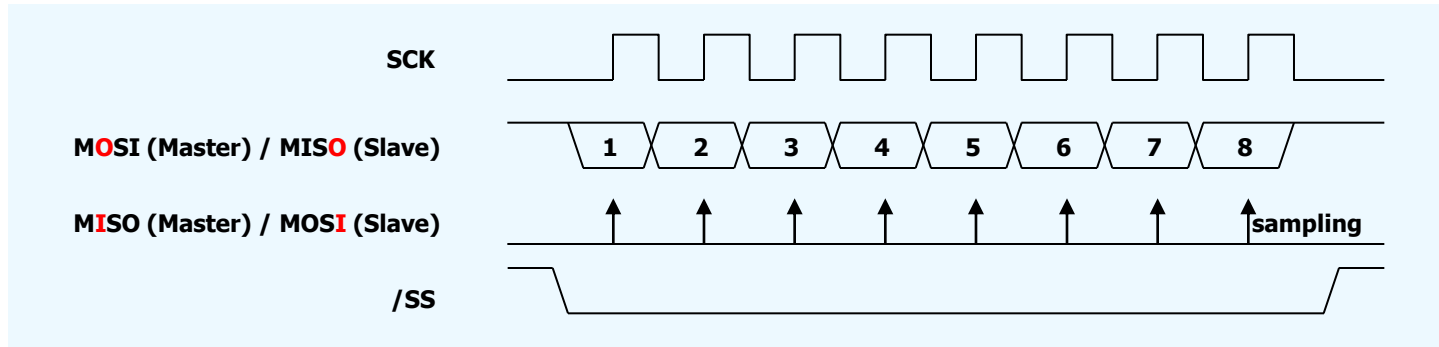 SCK
MOSI (Master) / MISO (Slave)
1 2 3 4 5 6 7 8
MISO (Master) / MOSI (Slave)
sampling
/SS